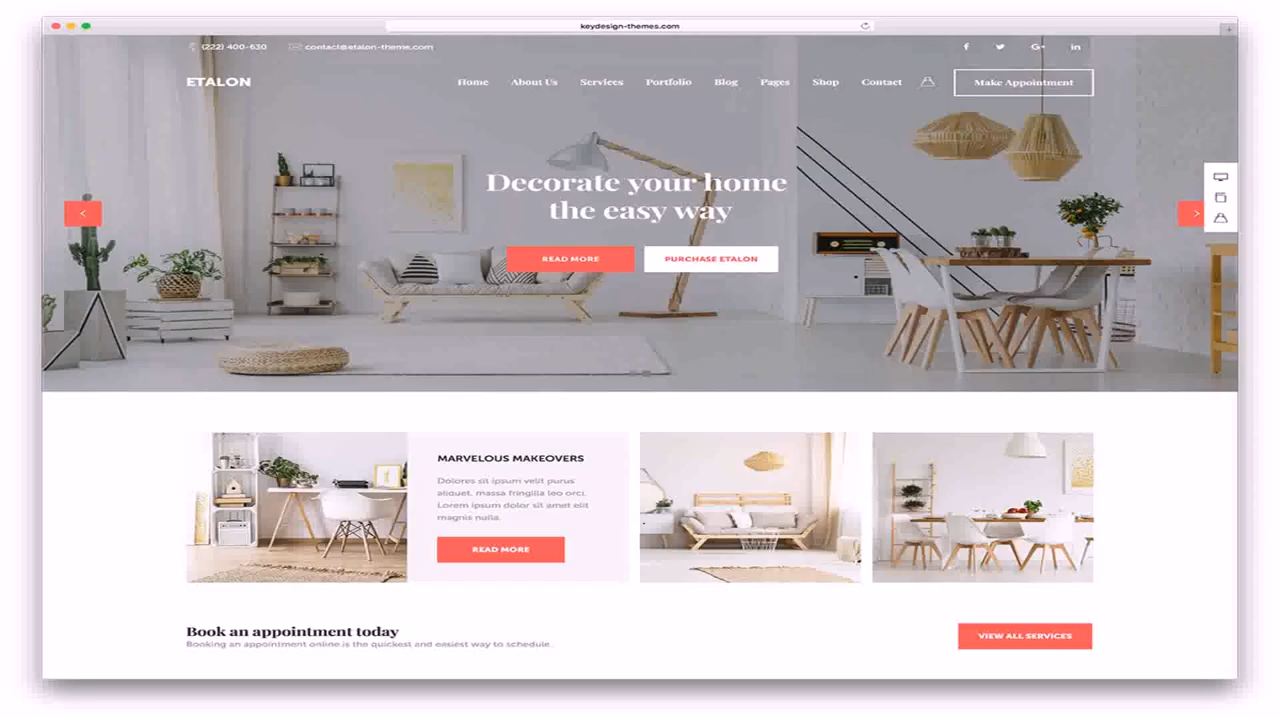 keydesign-themes.com
(222) 400-630 contact@etalon-theme.com
ETALON Home About Us Services Portfolio Blog Pages Shop Contact Make Appointment
Decorate your home
the easy way
READ MORE PURCHASE ETALON
MARVELOUS MAKEOVERS
Dolores sit ipsum velit purus
aliquet, massa fringilla leo orci.
Lorem ipsum dolor sit amet elit
magnis nulla.
READ MORE
Book an appointment today
Booking an appointment online is the quickest and easiest way to schedule.
VIEW ALL SERVICES